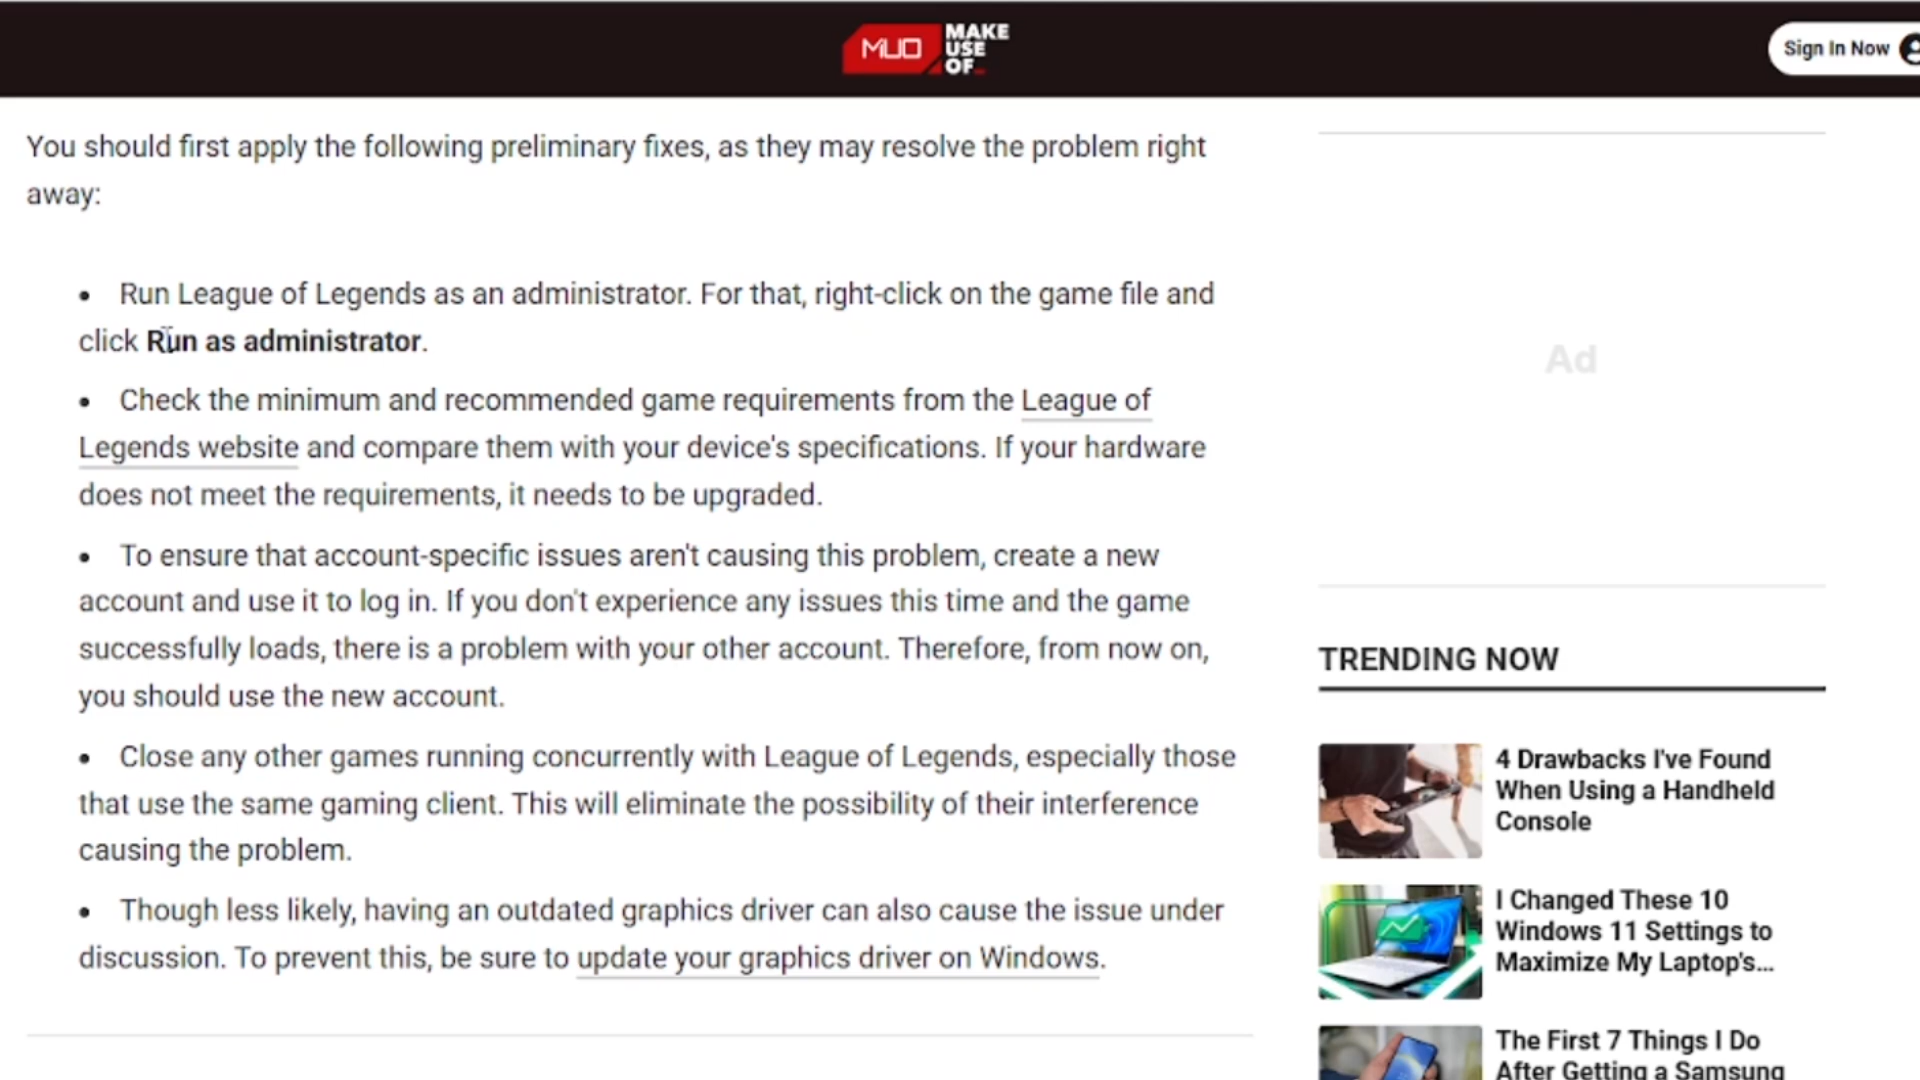 MUO MAKE
USE
OF
Sign In Now
You should first apply the following preliminary fixes, as they may resolve the problem right
away:
• Run League of Legends as an administrator. For that, right-click on the game file and
click Run as administrator.
• Check the minimum and recommended game requirements from the League of
Legends website and compare them with your device's specifications. If your hardware
does not meet the requirements, it needs to be upgraded.
• To ensure that account-specific issues aren't causing this problem, create a new
account and use it to log in. If you don't experience any issues this time and the game
successfully loads, there is a problem with your other account. Therefore, from now on,
you should use the new account.
• Close any other games running concurrently with League of Legends, especially those
that use the same gaming client. This will eliminate the possibility of their interference
causing the problem.
• Though less likely, having an outdated graphics driver can also cause the issue under
discussion. To prevent this, be sure to update your graphics driver on Windows.
Ad
TRENDING NOW
4 Drawbacks I've Found
When Using a Handheld
Console
I Changed These 10
Windows 11 Settings to
Maximize My Laptop's...
The First 7 Things I Do
After Getting a Samsung